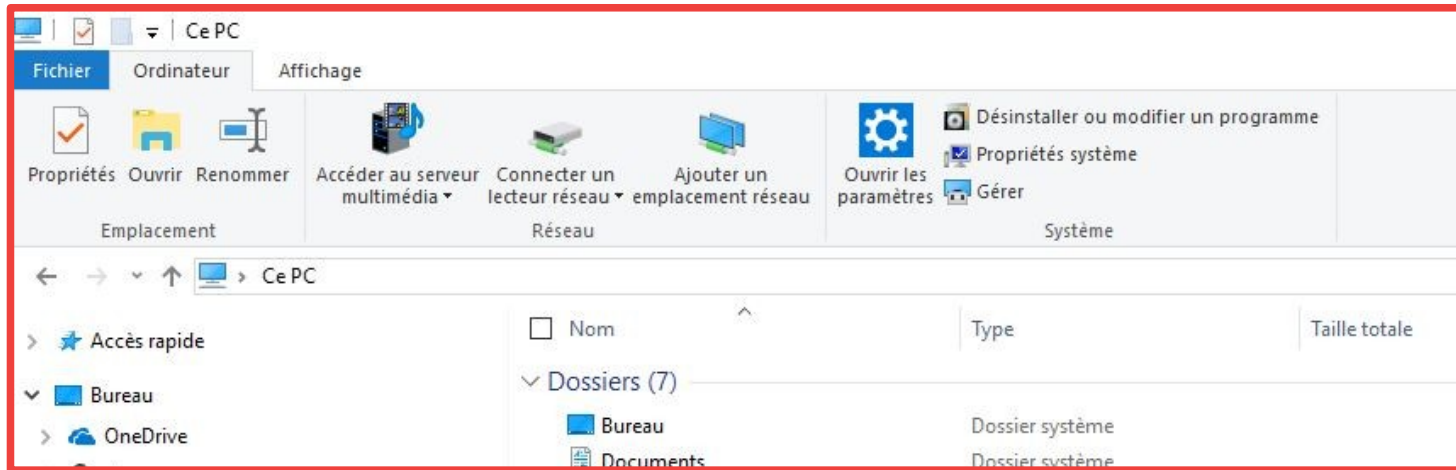 Ce PC
Fichier Ordinateur Affichage
Propriétés Ouvrir Renommer
Accéder au serveur
multimédia
Connecter un
lecteur réseau
Ajouter un
emplacement réseau
Ouvrir les
paramètres
Désinstaller ou modifier un programme
Propriétés système
Gérer
Emplacement Réseau Système
Ce PC
Accès rapide
Bureau
OneDrive
Nom Type Taille totale
Dossiers (7)
Bureau Dossier système
Documents Dossier système